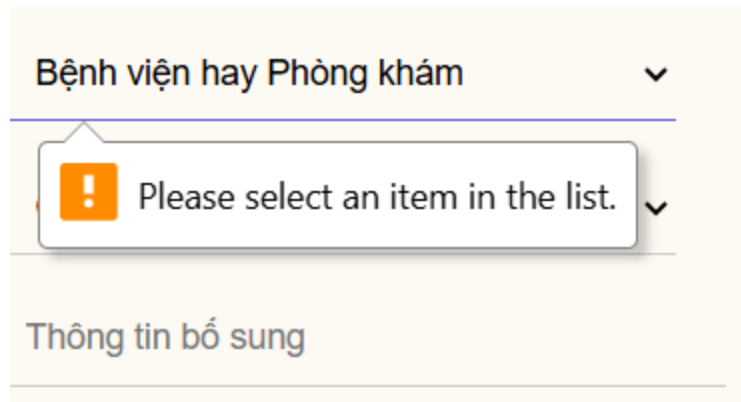 Bệnh viện hay Phòng khám
Please select an item in the list.
Thông tin bổ sung